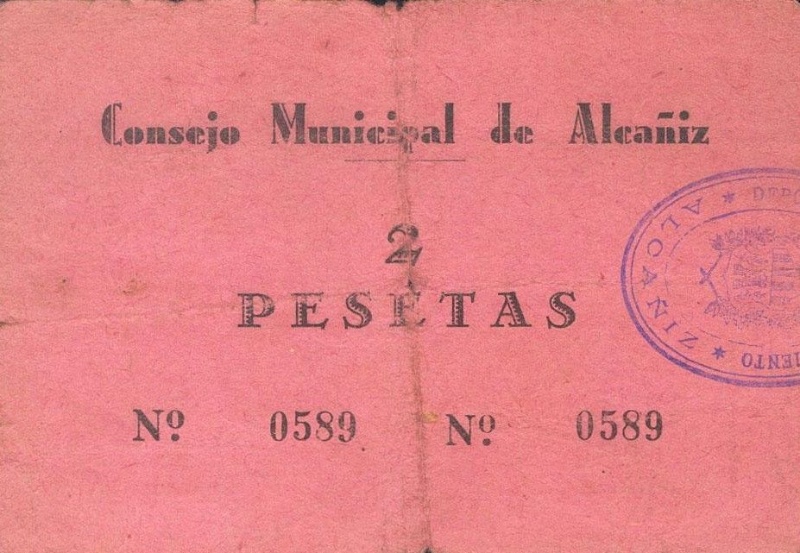 Consejo Municipal de Alcañiz
2
PESETAS
Nº 0589 Nº 0589
ALCAÑIZ